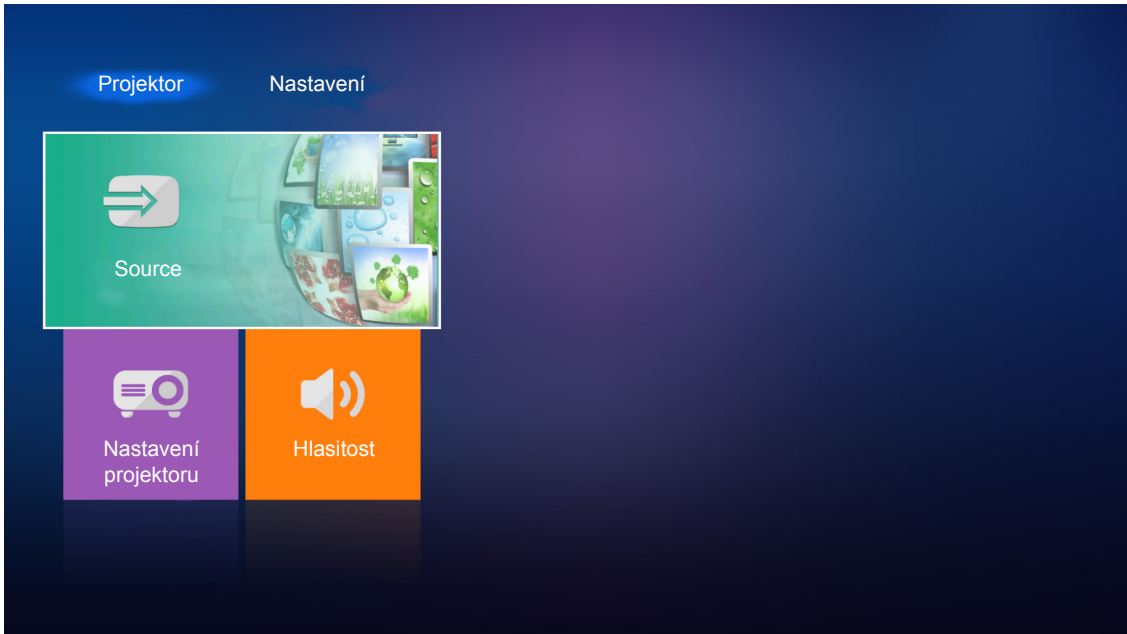 Projektor
Nastavení
Source
Nastavení
projektoru
Hlasitost